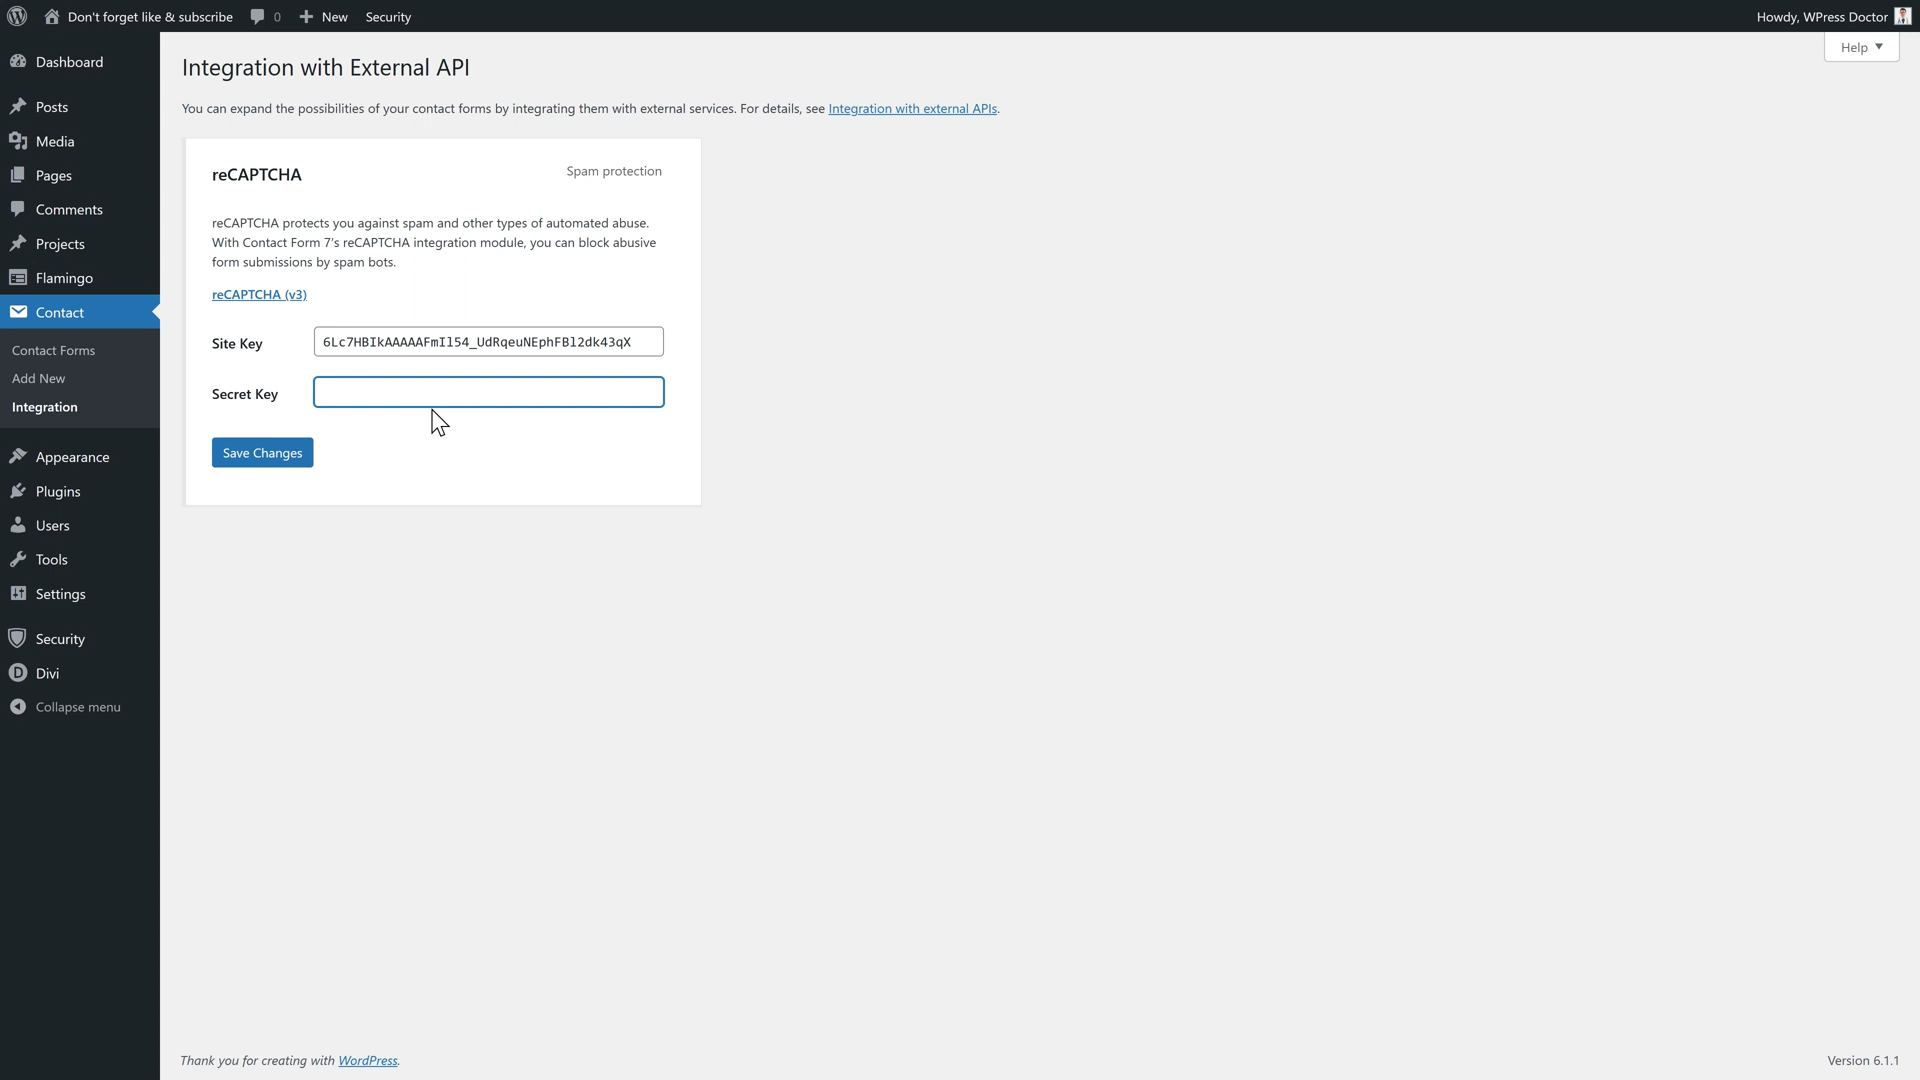 Don't forget like & subscribe
0
New
Security
Howdy, WPress Doctor
Help
Dashboard
Posts
Media
Pages
Comments
Projects
Flamingo
Contact
Contact Forms
Add New
Integration
Appearance
Plugins
Users
Tools
Settings
Security
Divi
Collapse menu
Integration with External API
You can expand the possibilities of your contact forms by integrating them with external services. For details, see Integration with external APIs.
reCAPTCHA
Spam protection
reCAPTCHA protects you against spam and other types of automated abuse.
With Contact Form 7's reCAPTCHA integration module, you can block abusive
form submissions by spam bots.
reCAPTCHA (v3)
Site Key
6Lc7HBIkAAAAAFmIl54_UdRqeuNEphFBl2dk43qX
Secret Key
Save Changes
Thank you for creating with WordPress.
Version 6.1.1